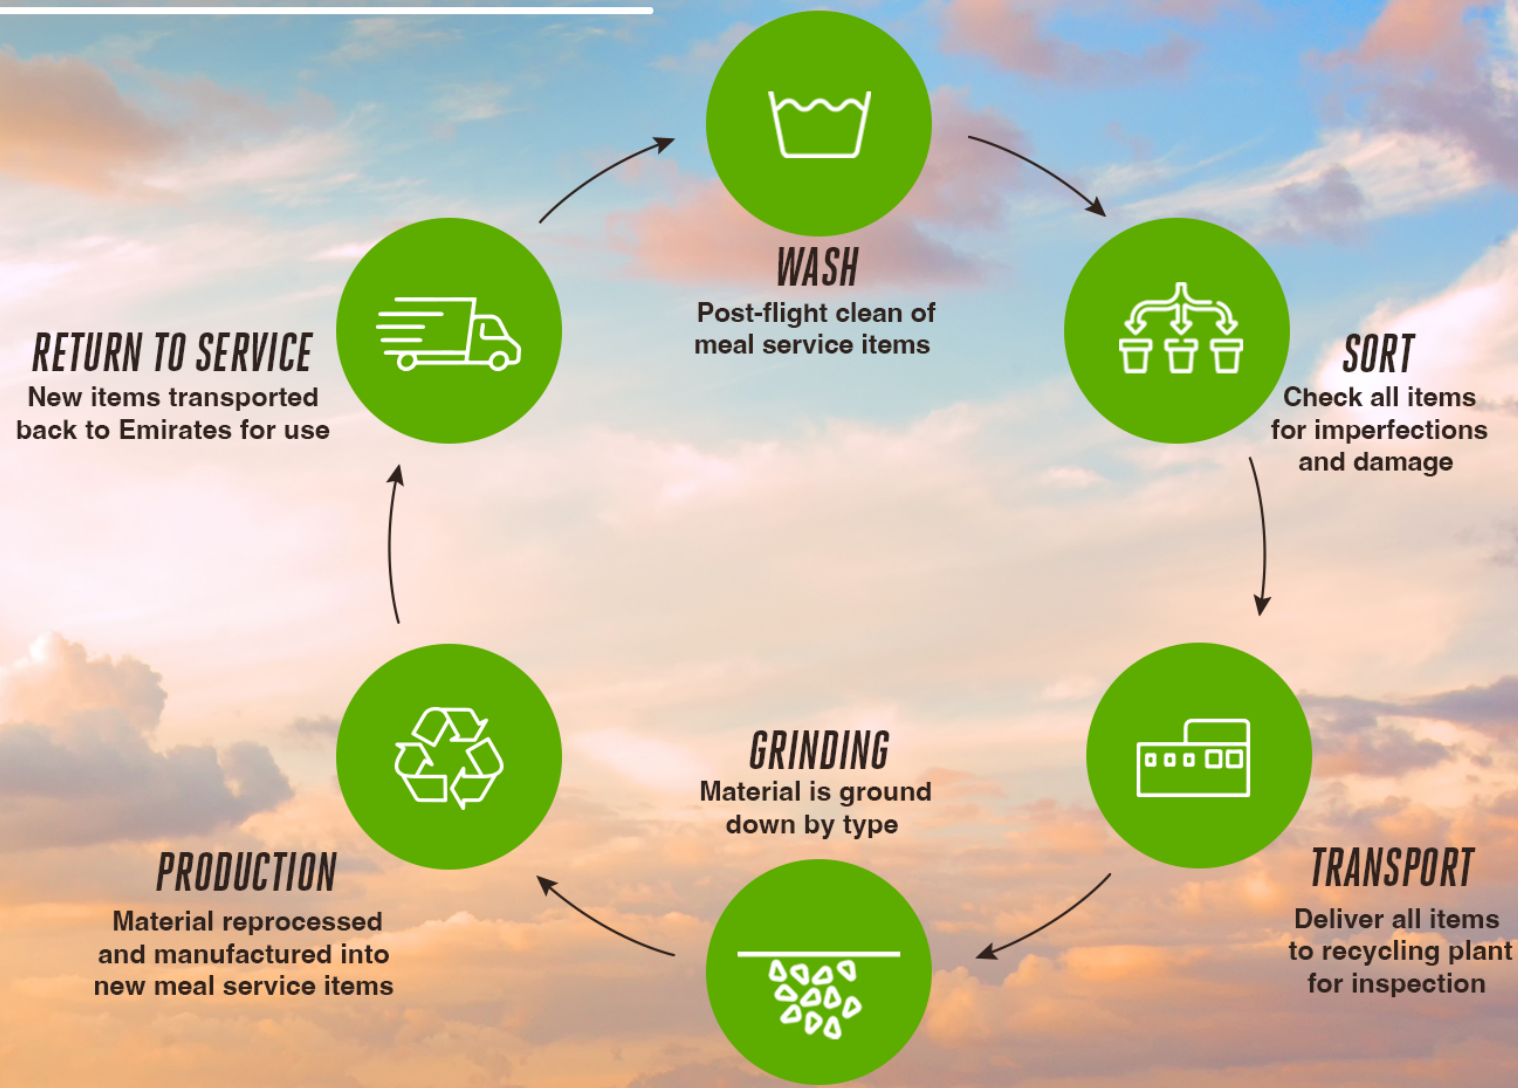 WASH
Post-flight clean of
meal service items
SORT
Check all items
for imperfections
and damage
TRANSPORT
Deliver all items
to recycling plant
for inspection
GRINDING
Material is ground
down by type
PRODUCTION
Material reprocessed
and manufactured into
new meal service items
RETURN TO SERVICE
New items transported
back to Emirates for use